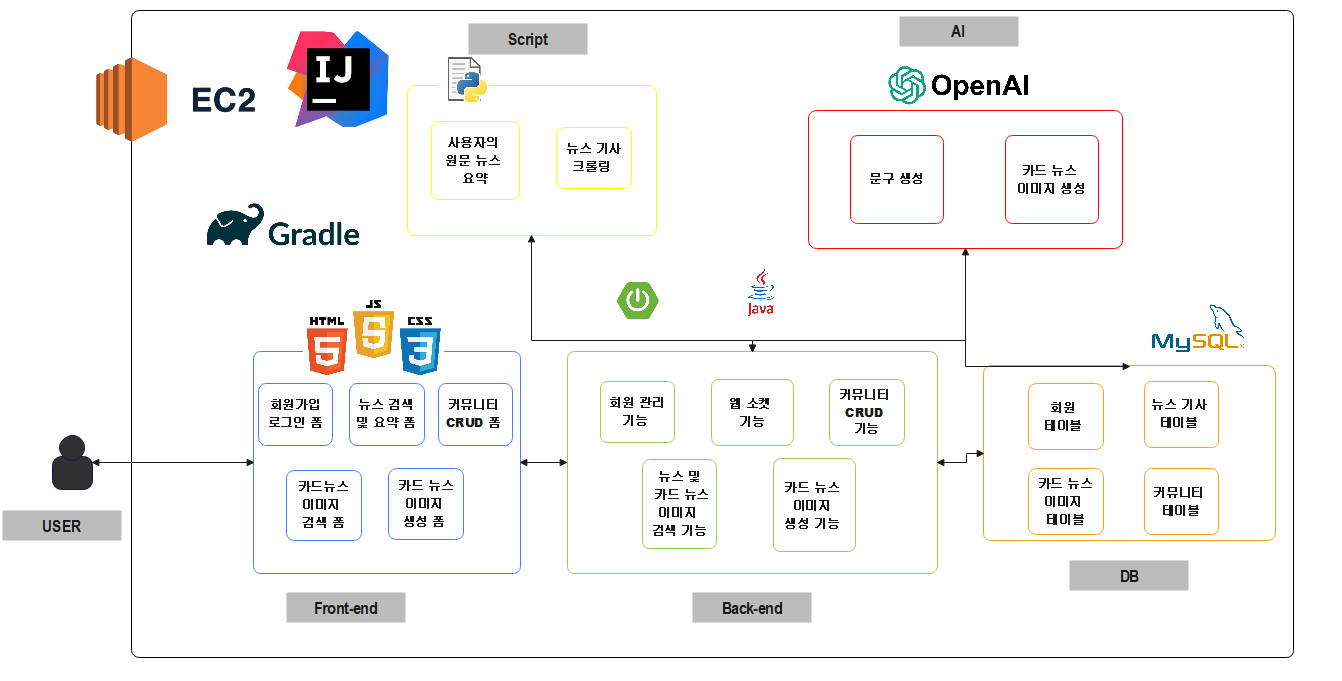 Script
AI
IJ
EC2
OpenAI
사용자의
원문 뉴스
요약
뉴스 기사
크롤링
문구 생성
카드 뉴스
이미지 생성
Gradle
Java
MySQL
HTML
5
JS
5
CSS
3
회원가입
로그인 폼
뉴스 검색
및 요약 폼
커뮤니티
CRUD 폼
카드뉴스
이미지
검색 폼
카드 뉴스
이미지
생성 폼
회원 관리
기능
웹 소켓
기능
커뮤니티
CRUD
기능
뉴스 및
카드 뉴스
이미지
검색 기능
카드 뉴스
이미지
생성 기능
회원
테이블
뉴스 기사
테이블
카드 뉴스
이미지
테이블
커뮤니티
테이블
USER
Front-end
Back-end
DB